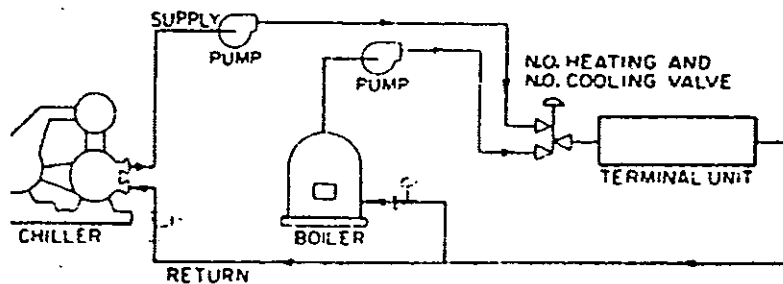 SUPPLY
PUMP
PUMP
N.O. HEATING AND
N.O. COOLING VALVE
TERMINAL UNIT
CHILLER
BOILER
RETURN